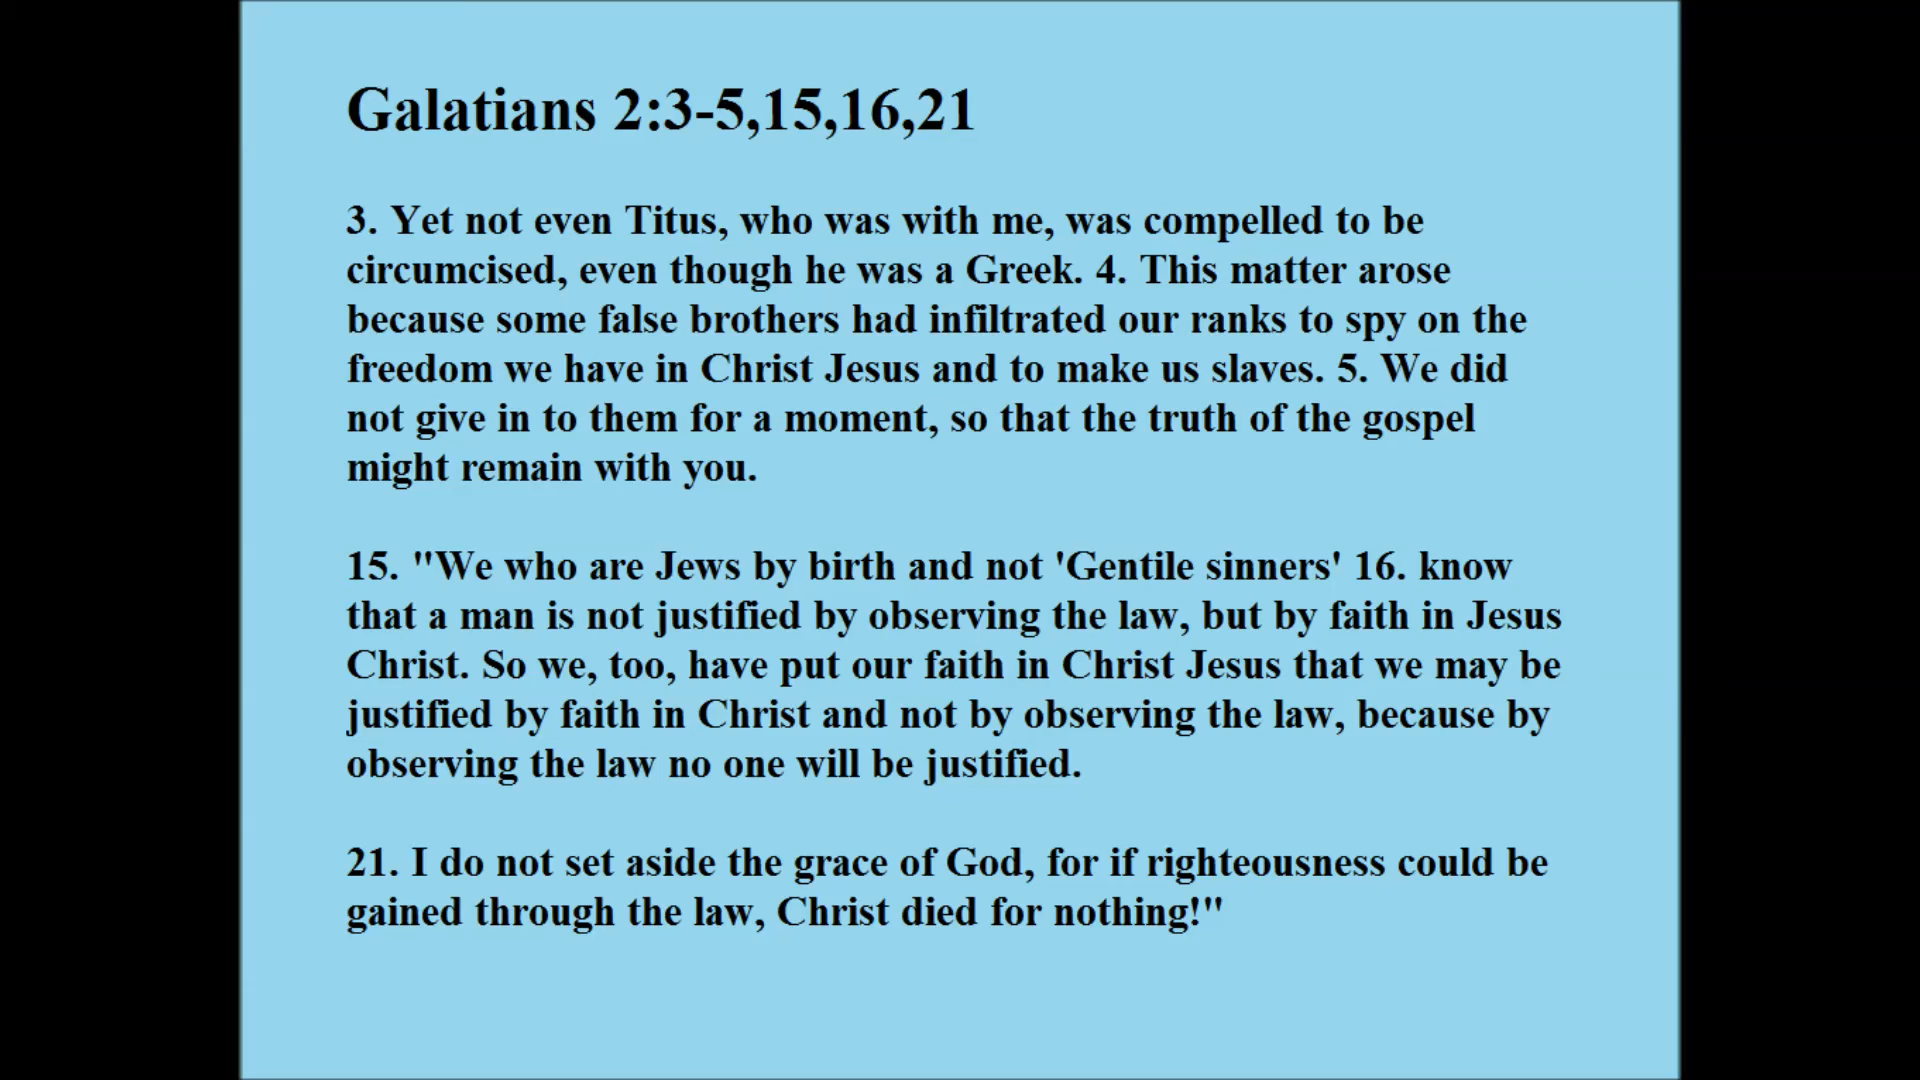 Galatians 2:3-5,15,16,21
3. Yet not even Titus, who was with me, was compelled to be
circumcised, even though he was a Greek. 4. This matter arose
because some false brothers had infiltrated our ranks to spy on the
freedom we have in Christ Jesus and to make us slaves. 5. We did
not give in to them for a moment, so that the truth of the gospel
might remain with you.
15. "We who are Jews by birth and not 'Gentile sinners' 16. know
that a man is not justified by observing the law, but by faith in Jesus
Christ. So we, too, have put our faith in Christ Jesus that we may be
justified by faith in Christ and not by observing the law, because by
observing the law no one will be justified.
21. I do not set aside the grace of God, for if righteousness could be
gained through the law, Christ died for nothing!"